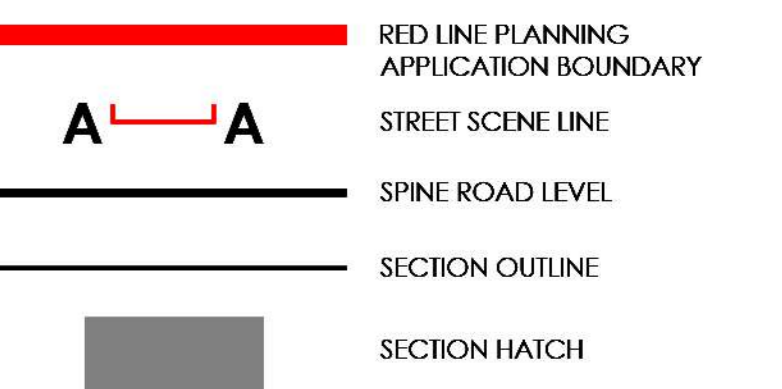 RED LINE PLANNING
APPLICATION BOUNDARY
A A
STREET SCENE LINE
SPINE ROAD LEVEL
SECTION OUTLINE
SECTION HATCH